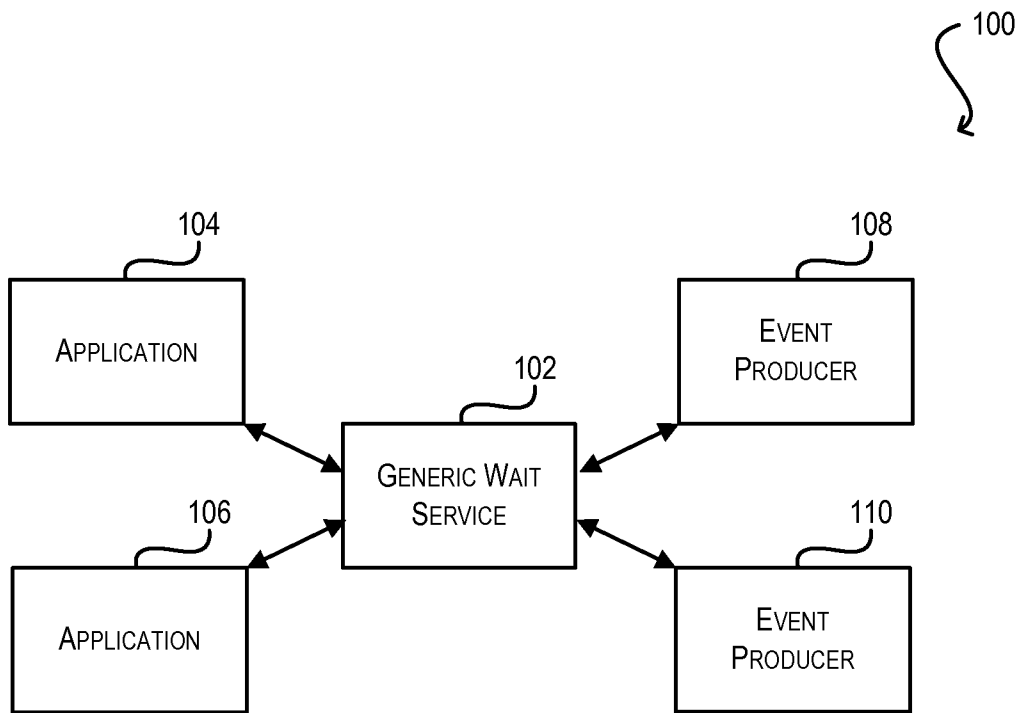 100
104
APPLICATION
108
EVENT
PRODUCER
102
GENERIC WAIT
SERVICE
106
APPLICATION
110
EVENT
PRODUCER